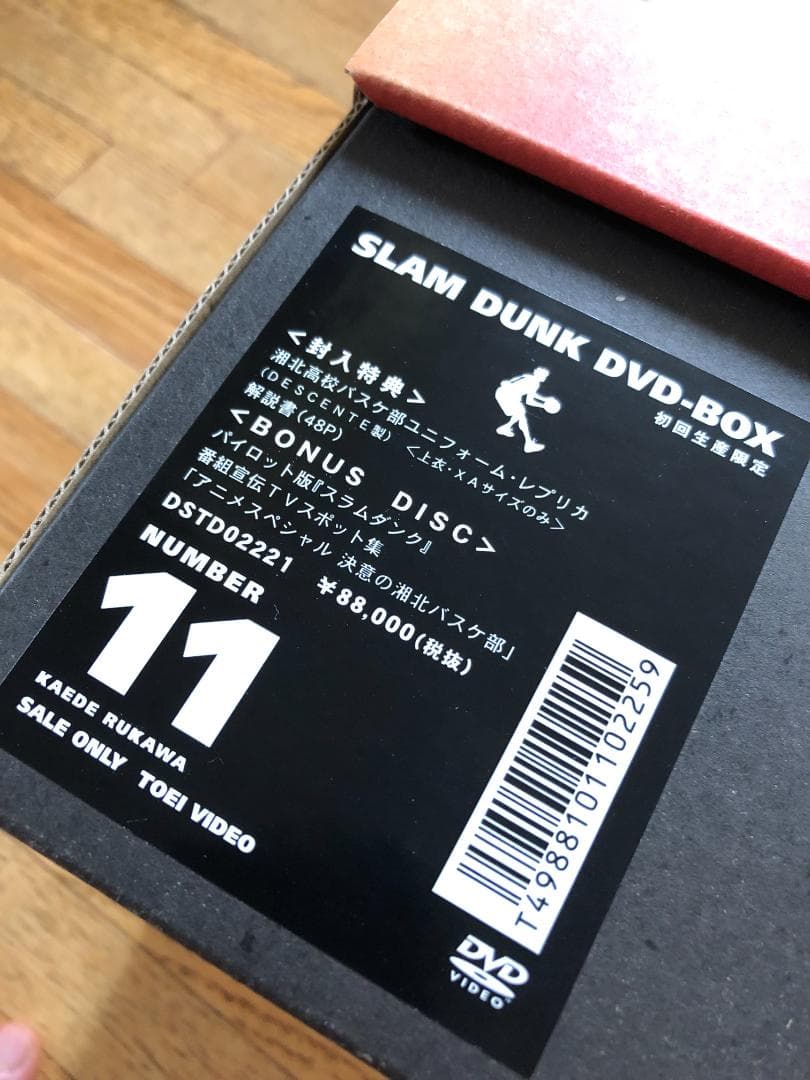 SLAM DUNK DVD-BOX
初回生産限定
<封入特典>
湘北高校バスケ部ユニフォーム・レプリカ
(DESCENTE製) <上衣・XAサイズのみ>
解説書(48P)
<BONUS DISC>
パイロット版『スラムダンク』
番組宣伝TVスポット集
「アニメスペシャル 決意の湘北バスケ部」
DSTD02221 ¥88,000(税抜)
NUMBER
11
KAEDE RUKAWA
SALE ONLY TOEI VIDEO
T4988101102259
DVD
VIDEO